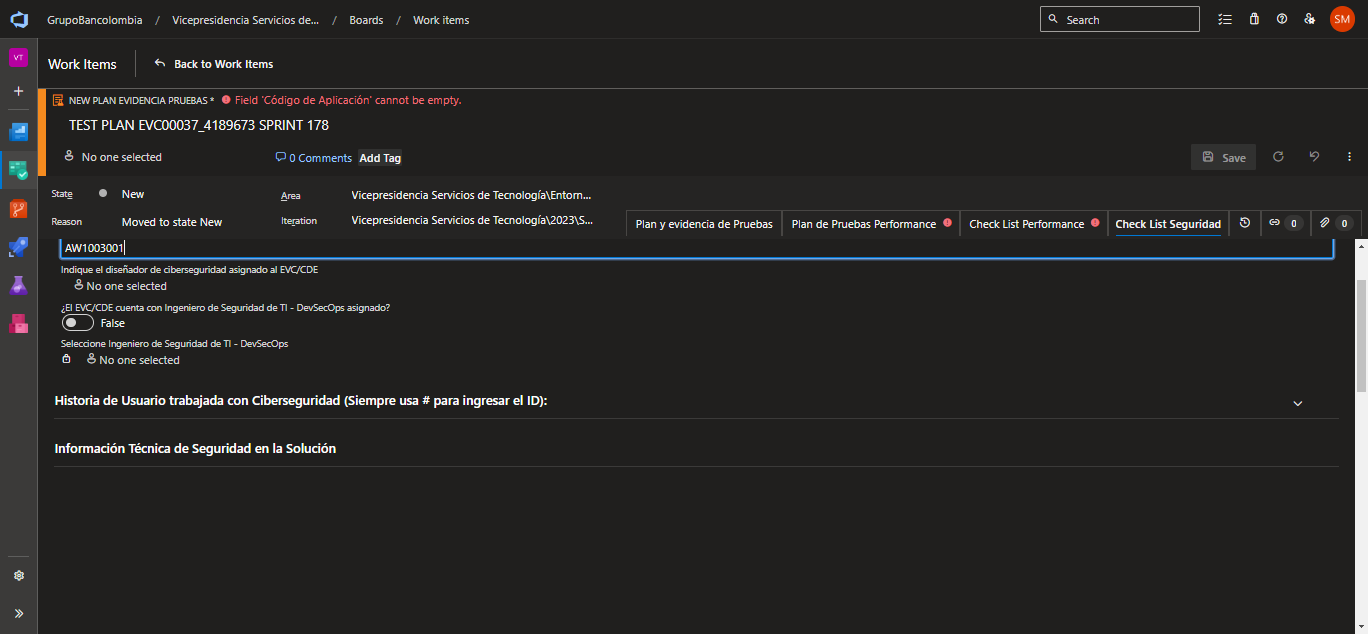 GrupoBancolombia / Vicepresidencia Servicios de... / Boards / Work items
Search
SM
VT
Work Items
Back to Work Items
NEW PLAN EVIDENCIA PRUEBAS * Field 'Código de Aplicación' cannot be empty.
TEST PLAN EVC00037_4189673 SPRINT 178
No one selected
0 Comments
Add Tag
Save
State
New
Area
Vicepresidencia Servicios de Tecnología\Entorn...
Reason
Moved to state New
Iteration
Vicepresidencia Servicios de Tecnología\2023\S...
Plan y evidencia de Pruebas
Plan de Pruebas Performance
Check List Performance
Check List Seguridad
0
0
AW1003001
Indique el diseñador de ciberseguridad asignado al EVC/CDE
No one selected
¿El EVC/CDE cuenta con Ingeniero de Seguridad de TI - DevSecOps asignado?
False
Seleccione Ingeniero de Seguridad de TI - DevSecOps
No one selected
Historia de Usuario trabajada con Ciberseguridad (Siempre usa # para ingresar el ID):
Información Técnica de Seguridad en la Solución